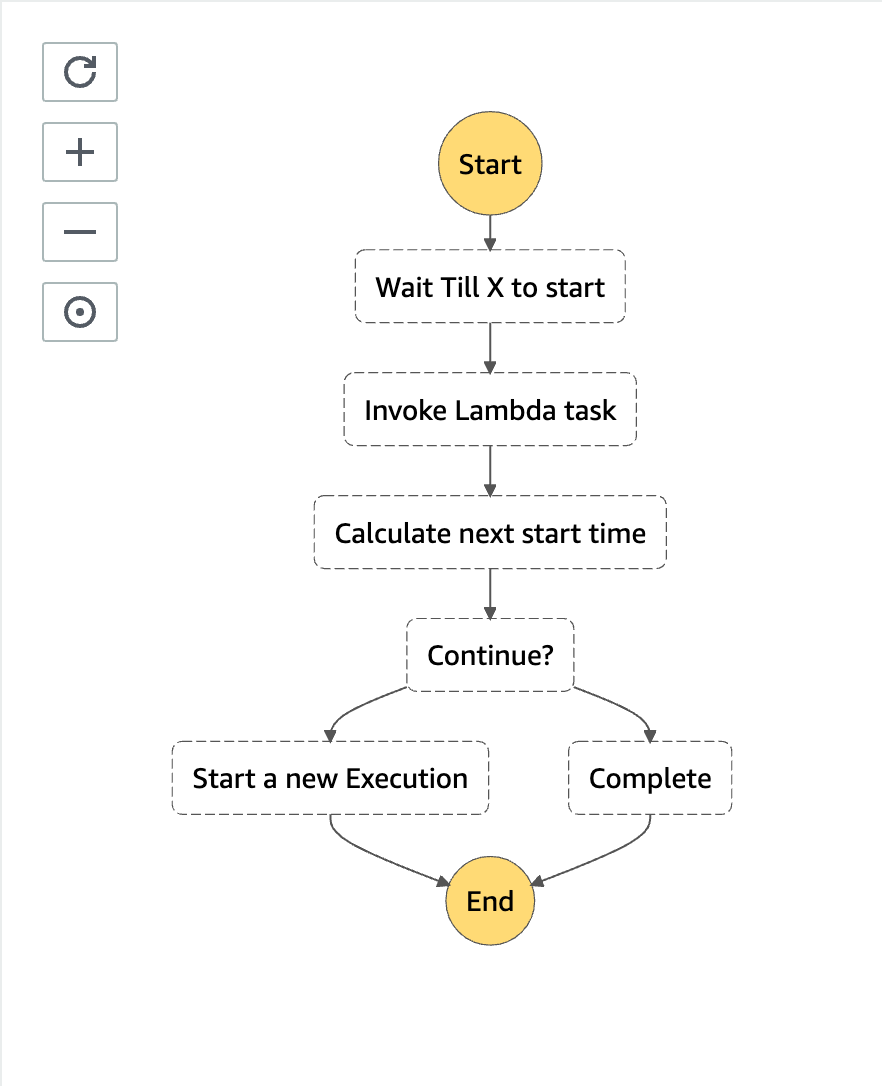 Start
Wait Till X to start
Invoke Lambda task
Calculate next start time
Continue?
Start a new Execution
Complete
End